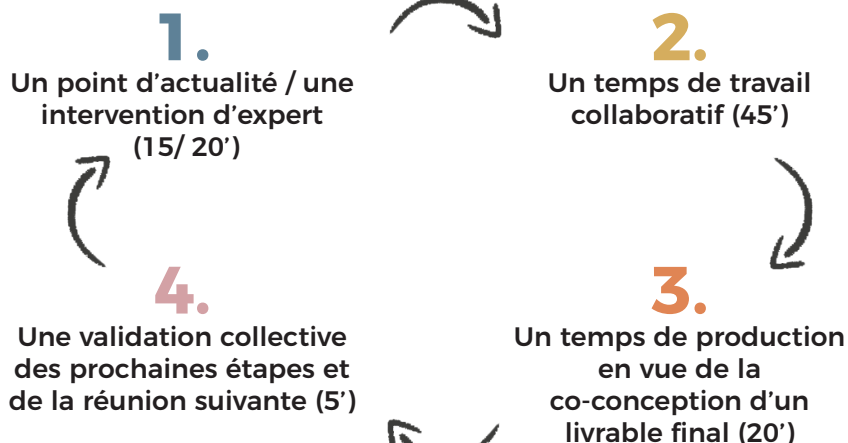 1.
Un point d’actualité / une
intervention d’expert
(15/ 20’)
2.
Un temps de travail
collaboratif (45’)
3.
Un temps de production
en vue de la
co-conception d’un
livrable final (20’)
4.
Une validation collective
des prochaines étapes et
de la réunion suivante (5’)